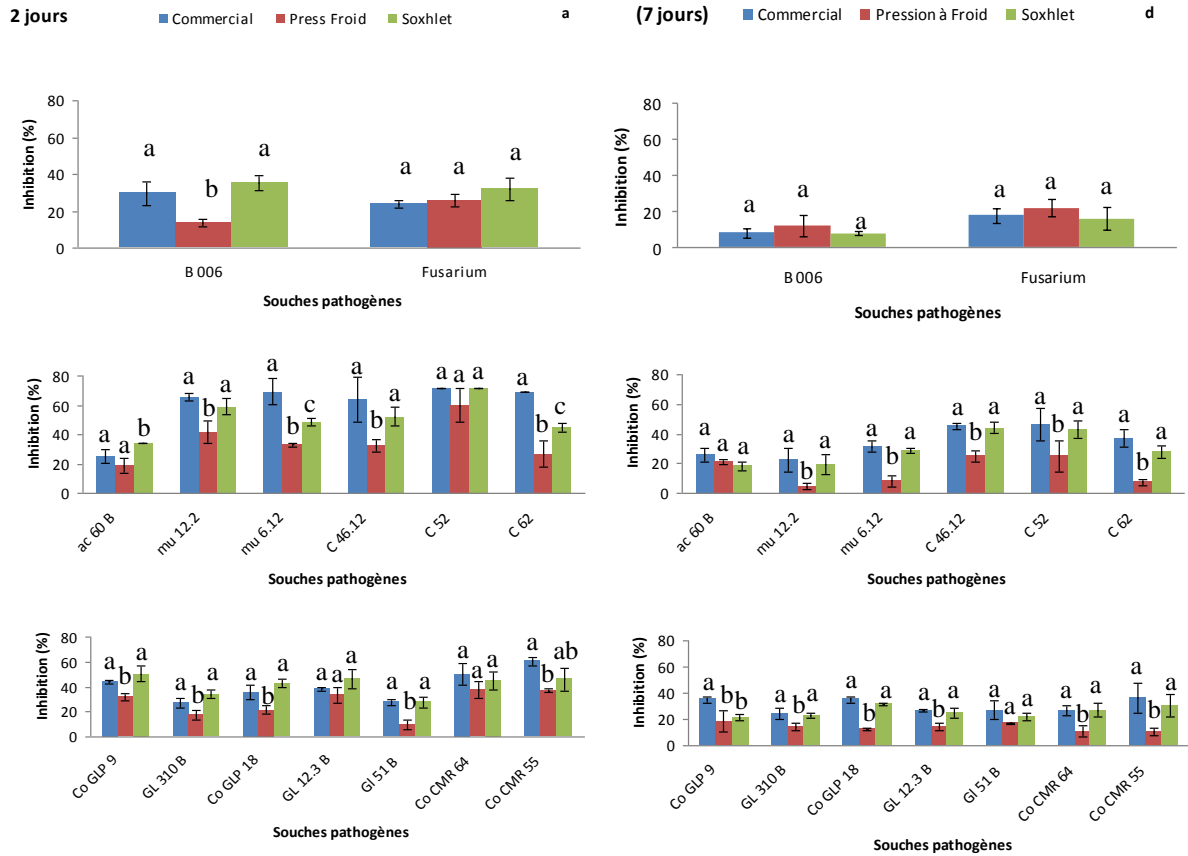 2 jours
Commercial Press Froid Soxhlet
a
Inhibition (%)
80
60
40
20
0
a b a a a a
B 006 Fusarium
Souches pathogènes
Inhibition (%)
80
60
40
20
0
a a b a b a a b c a b a a a a a b c
ac 60 B mu 12.2 mu 6.12 C 46.12 C 52 C 62
Souches pathogènes
Inhibition (%)
80
60
40
20
0
a b a a b a a b a a a a a b a a a a a b ab
Co GLP 9 GL 310 B Co GLP 18 GL 12.3 B Gl 51 B Co CMR 64 Co CMR 55
Souches pathogènes
(7 jours)
Commercial Pression à Froid Soxhlet
d
Inhibition (%)
80
60
40
20
0
a a a a a a
B 006 Fusarium
Souches pathogènes
Inhibition (%)
80
60
40
20
0
a a a a b a a b a a b a a b a a b a
ac 60 B mu 12.2 mu 6.12 C 46.12 C 52 C 62
Souches pathogènes
Inhibition (%)
80
60
40
20
0
a b b a b a a b a a b a a a a a b a a b a
Co GLP 9 GL 310 B Co GLP 18 GL 12.3 B Gl 51 B Co CMR 64 Co CMR 55
Souches pathogènes